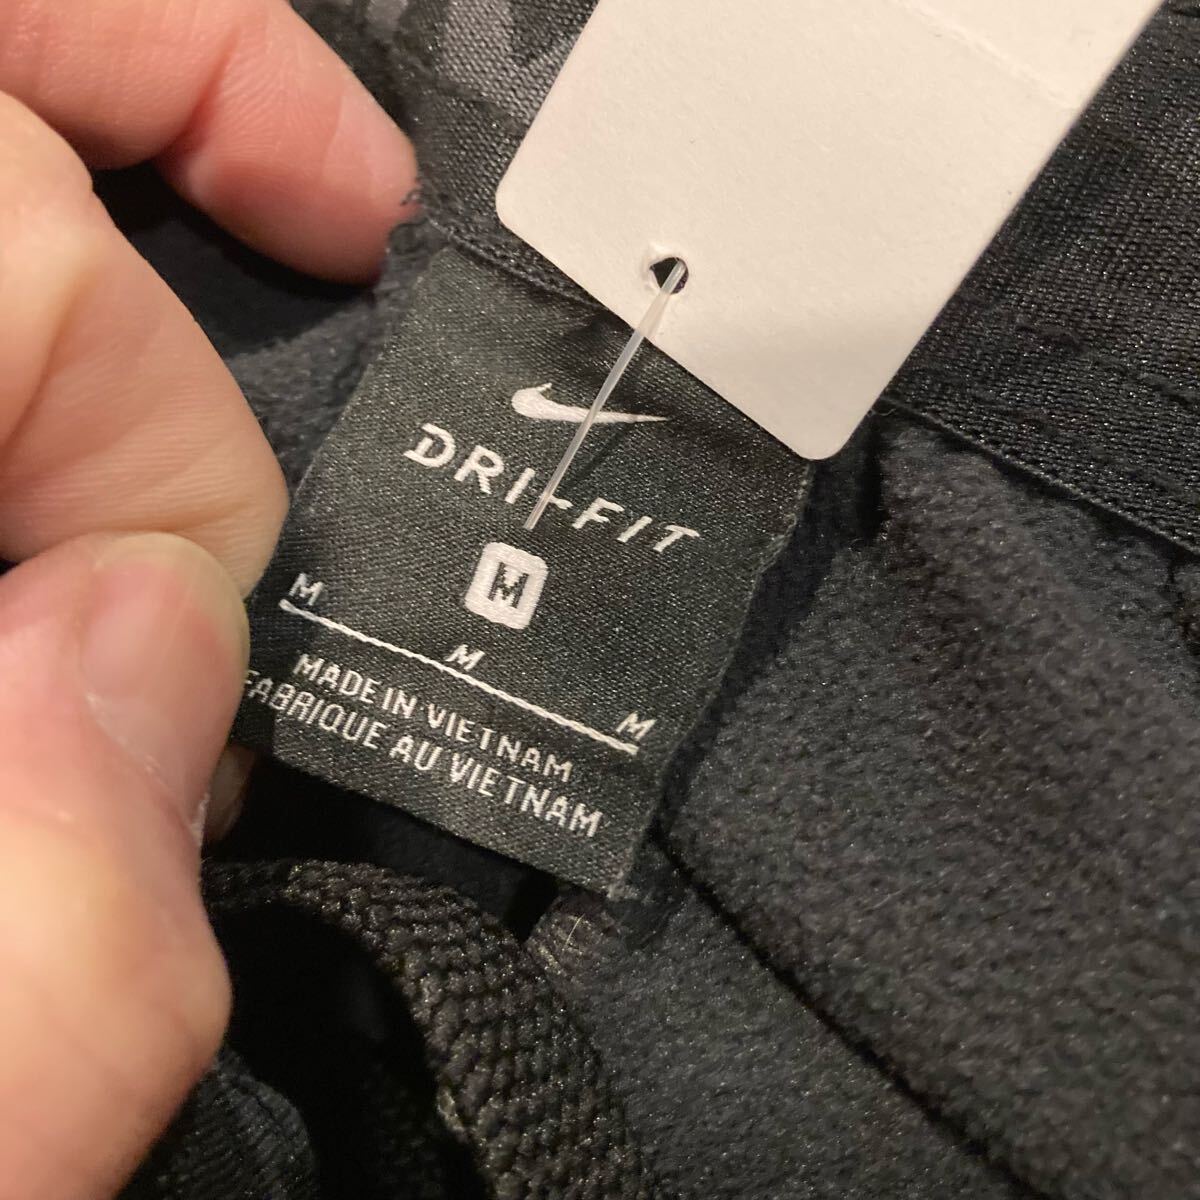 DRI-FIT
M
M M M
MADE IN VIETNAM
FABRIQUE AU VIETNAM